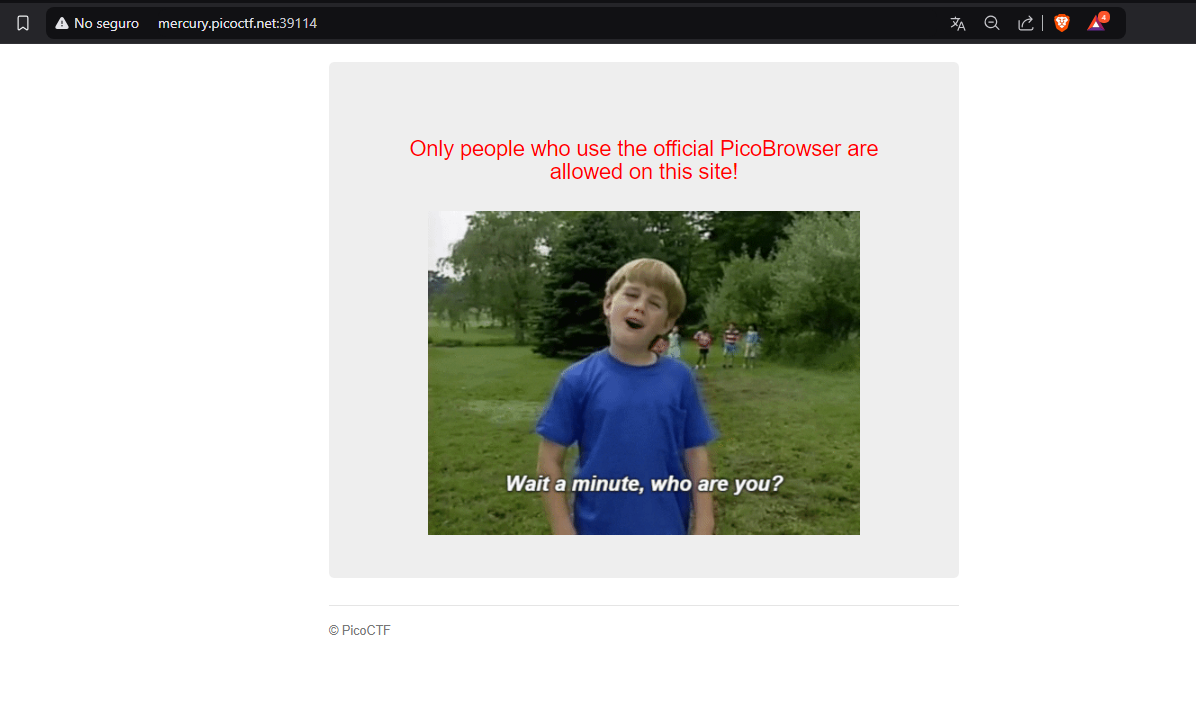 No seguro mercury.picoctf.net:39114
4
Only people who use the official PicoBrowser are
allowed on this site!
Wait a minute, who are you?
© PicoCTF